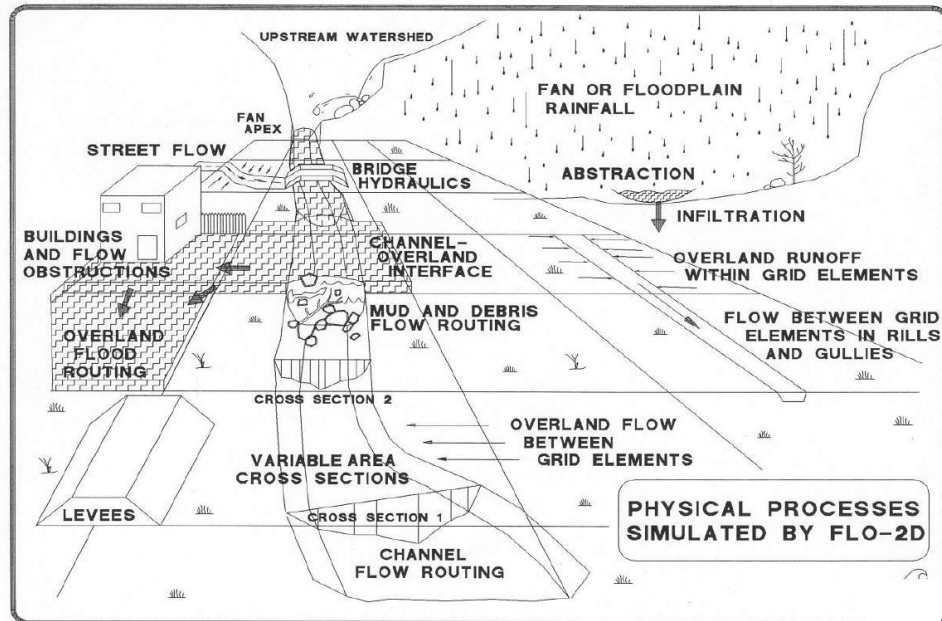 UPSTREAM WATERSHED
FAN OR FLOODPLAIN
RAINFALL
FAN
APEX
STREET FLOW
BRIDGE
HYDRAULICS
ABSTRACTION
INFILTRATION
BUILDINGS
AND FLOW
OBSTRUCTIONS
CHANNEL-
OVERLAND
INTERFACE
OVERLAND RUNOFF
WITHIN GRID ELEMENTS
MUD AND DEBRIS
FLOW ROUTING
FLOW BETWEEN GRID
ELEMENTS IN RILLS
AND GULLIES
OVERLAND
FLOOD
ROUTING
CROSS SECTION 2
OVERLAND FLOW
BETWEEN
GRID ELEMENTS
VARIABLE AREA
CROSS SECTIONS
LEVEES
CROSS SECTION 1
CHANNEL
FLOW ROUTING
PHYSICAL PROCESSES
SIMULATED BY FLO-2D